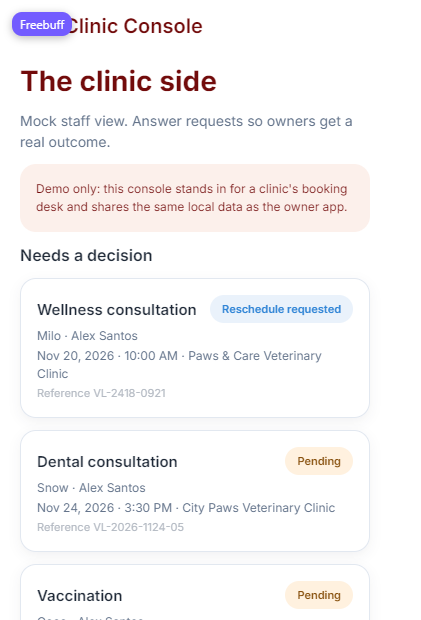 Freebuff
Clinic Console
The clinic side
Mock staff view. Answer requests so owners get a
real outcome.
Demo only: this console stands in for a clinic's booking
desk and shares the same local data as the owner app.
Needs a decision
Wellness consultation
Reschedule requested
Milo · Alex Santos
Nov 20, 2026 · 10:00 AM · Paws & Care Veterinary
Clinic
Reference VL-2418-0921
Dental consultation
Pending
Snow · Alex Santos
Nov 24, 2026 · 3:30 PM · City Paws Veterinary Clinic
Reference VL-2026-1124-05
Vaccination
Pending